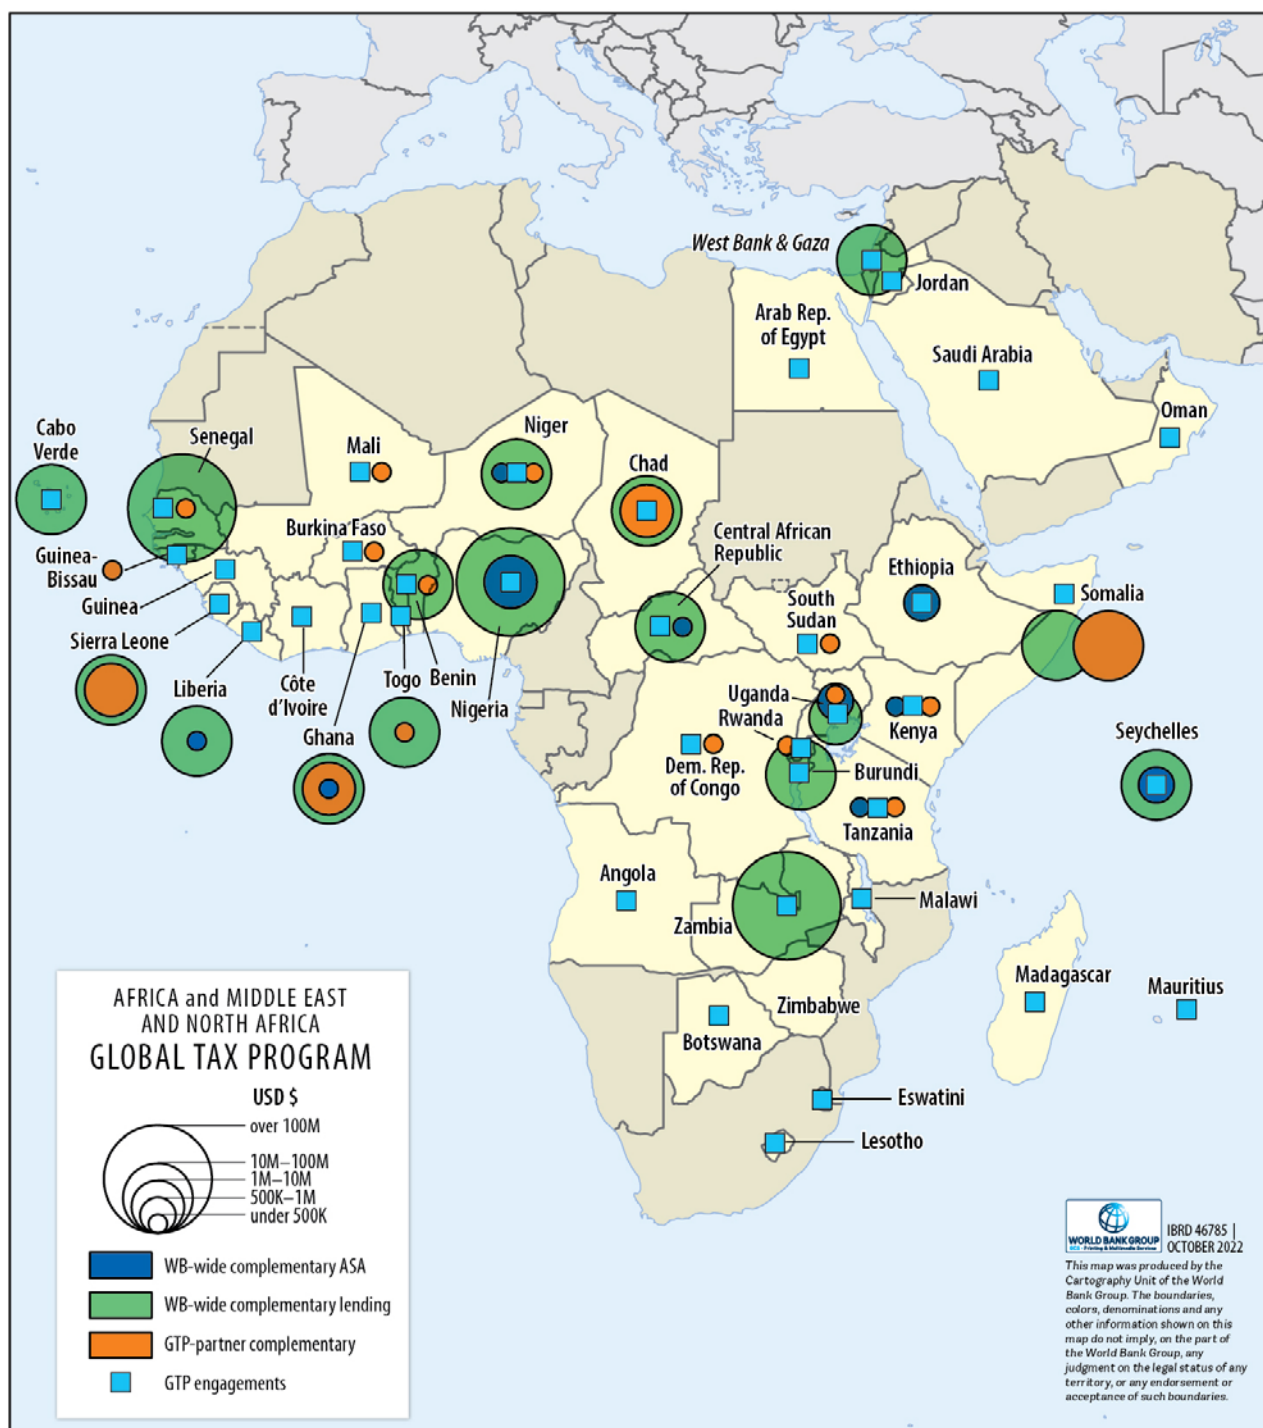 West Bank & Gaza
Jordan
Arab Rep.
of Egypt
Saudi Arabia
Oman
Cabo
Verde
Senegal
Mali
Niger
Chad
Burkina Faso
Central African
Republic
Guinea-
Bissau
Guinea
Ethiopia
South
Sudan
Somalia
Sierra Leone
Liberia
Côte
d'Ivoire
Togo
Benin
Nigeria
Ghana
Uganda
Rwanda
Kenya
Seychelles
Dem. Rep.
of Congo
Burundi
Tanzania
Angola
Malawi
Zambia
Madagascar
Mauritius
Zimbabwe
Botswana
Eswatini
Lesotho
AFRICA and MIDDLE EAST
AND NORTH AFRICA
GLOBAL TAX PROGRAM
USD $
over 100M
10M–100M
1M–10M
500K–1M
under 500K
WB-wide complementary ASA
WB-wide complementary lending
GTP-partner complementary
GTP engagements
WORLD BANK GROUP
GCS - Printing & Multimedia Services
IBRD 46785 |
OCTOBER 2022
This map was produced by the
Cartography Unit of the World
Bank Group. The boundaries,
colors, denominations and any
other information shown on this
map do not imply, on the part of
the World Bank Group, any
judgment on the legal status of any
territory, or any endorsement or
acceptance of such boundaries.